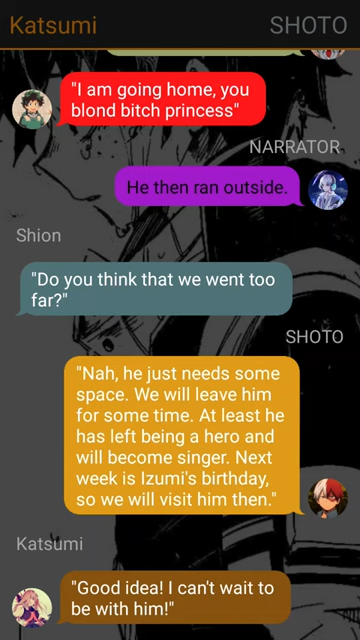 Katsumi
SHOTO
"I am going home, you
blond bitch princess"
NARRATOR
He then ran outside.
Shion
"Do you think that we went too
far?"
SHOTO
"Nah, he just needs some
space. We will leave him
for some time. At least he
has left being a hero and
will become singer. Next
week is Izumi's birthday,
so we will visit him then."
Katsumi
"Good idea! I can't wait to
be with him!"